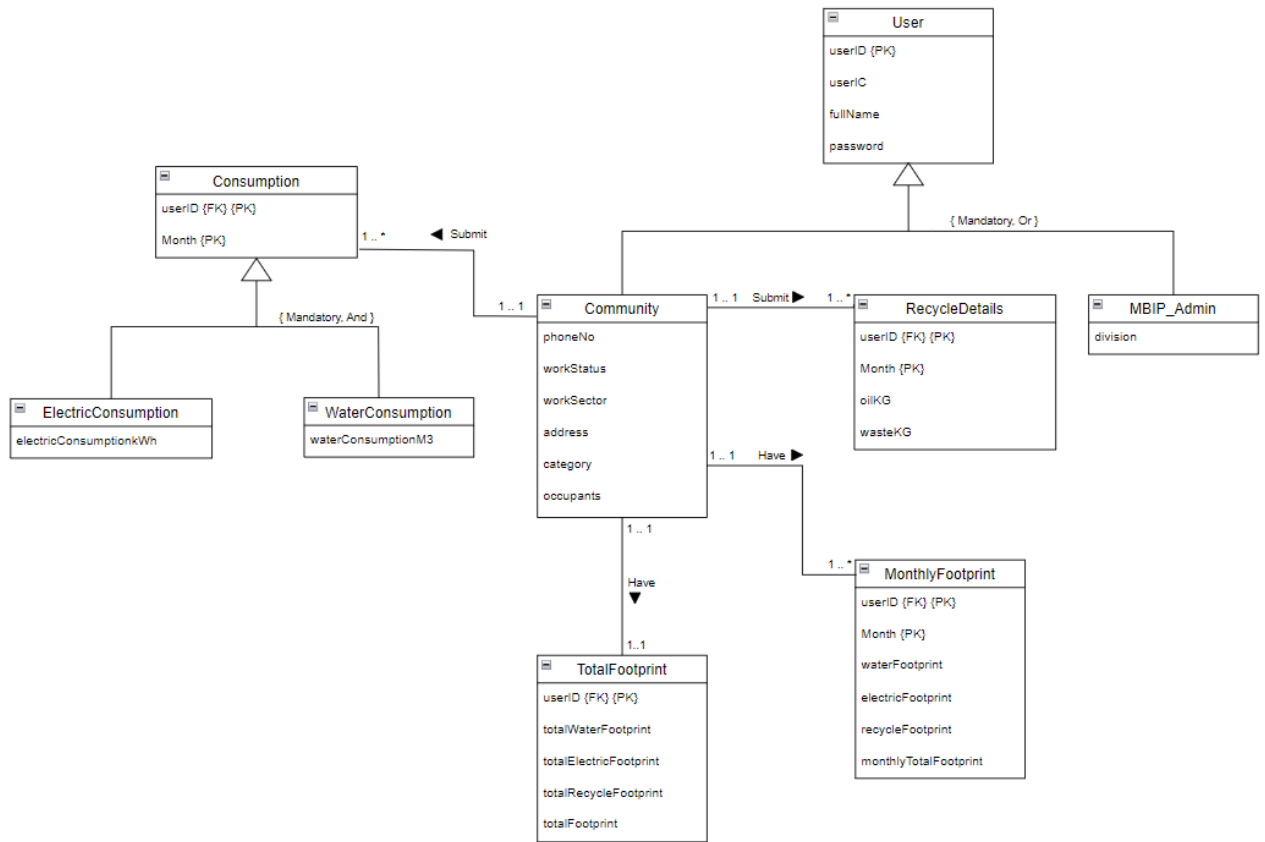 User
userID {PK}
userIC
fullName
password
{ Mandatory, Or }
Consumption
userID {FK} {PK}
Month {PK}
1 .. *
Submit
1 .. 1
{ Mandatory, And }
ElectricConsumption
electricConsumptionkWh
WaterConsumption
waterConsumptionM3
Community
phoneNo
workStatus
workSector
address
category
occupants
1 .. 1
Submit
1 .. *
RecycleDetails
userID {FK} {PK}
Month {PK}
oilKG
wasteKG
MBIP_Admin
division
1 .. 1
Have
1 .. *
MonthlyFootprint
userID {FK} {PK}
Month {PK}
waterFootprint
electricFootprint
recycleFootprint
monthlyTotalFootprint
1 .. 1
Have
1..1
TotalFootprint
userID {FK} {PK}
totalWaterFootprint
totalElectricFootprint
totalRecycleFootprint
totalFootprint